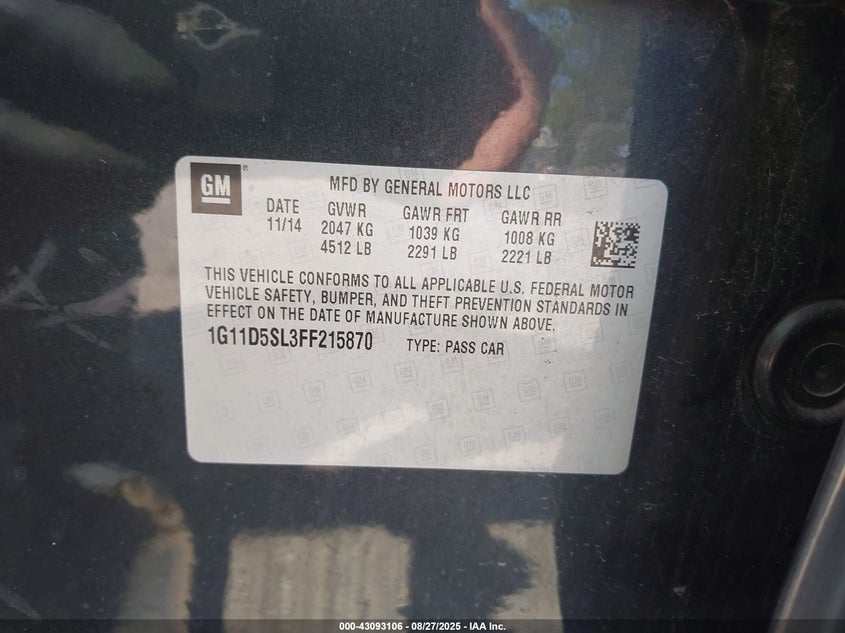 GM
MFD BY GENERAL MOTORS LLC
DATE GVWR GAWR FRT GAWR RR
11/14 2047 KG 1039 KG 1008 KG
4512 LB 2291 LB 2221 LB
THIS VEHICLE CONFORMS TO ALL APPLICABLE U.S. FEDERAL MOTOR
VEHICLE SAFETY, BUMPER, AND THEFT PREVENTION STANDARDS IN
EFFECT ON THE DATE OF MANUFACTURE SHOWN ABOVE.
1G11D5SL3FF215870 TYPE: PASS CAR
000-43093106 - 08/27/2025 - IAA Inc.